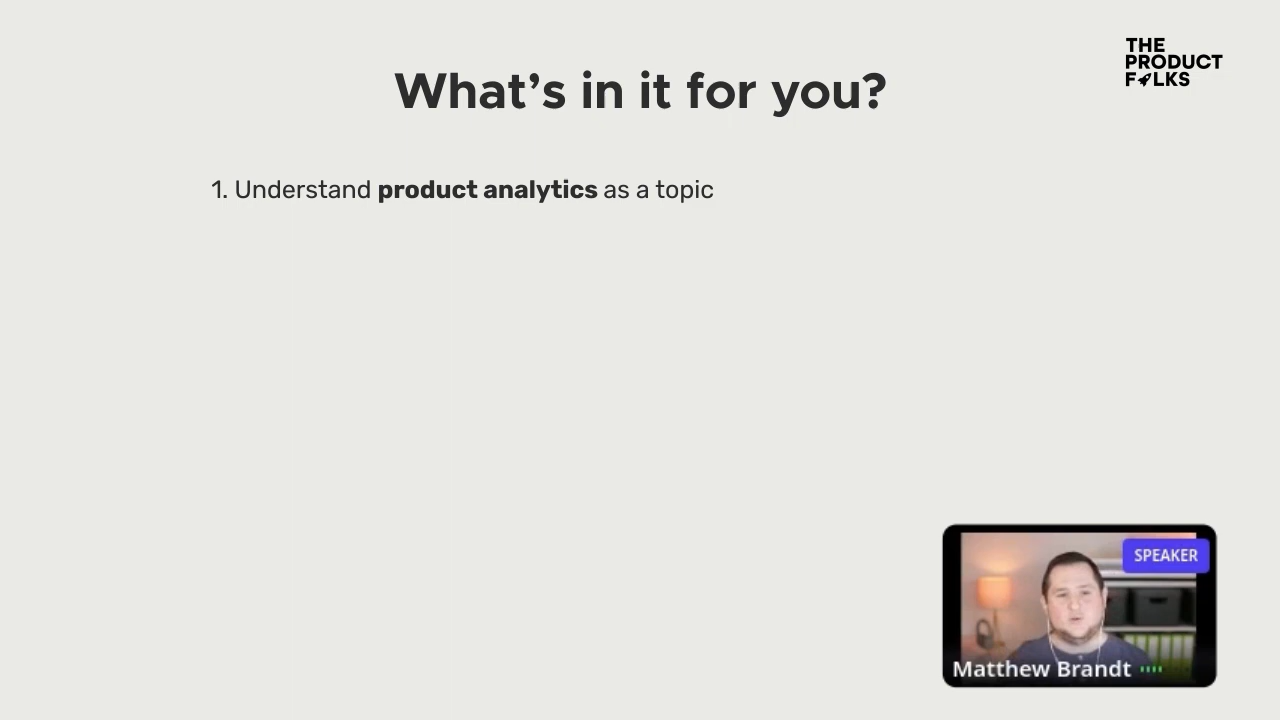 THE
PRODUCT
FOLKS
What's in it for you?
1. Understand product analytics as a topic
SPEAKER
Matthew Brandt